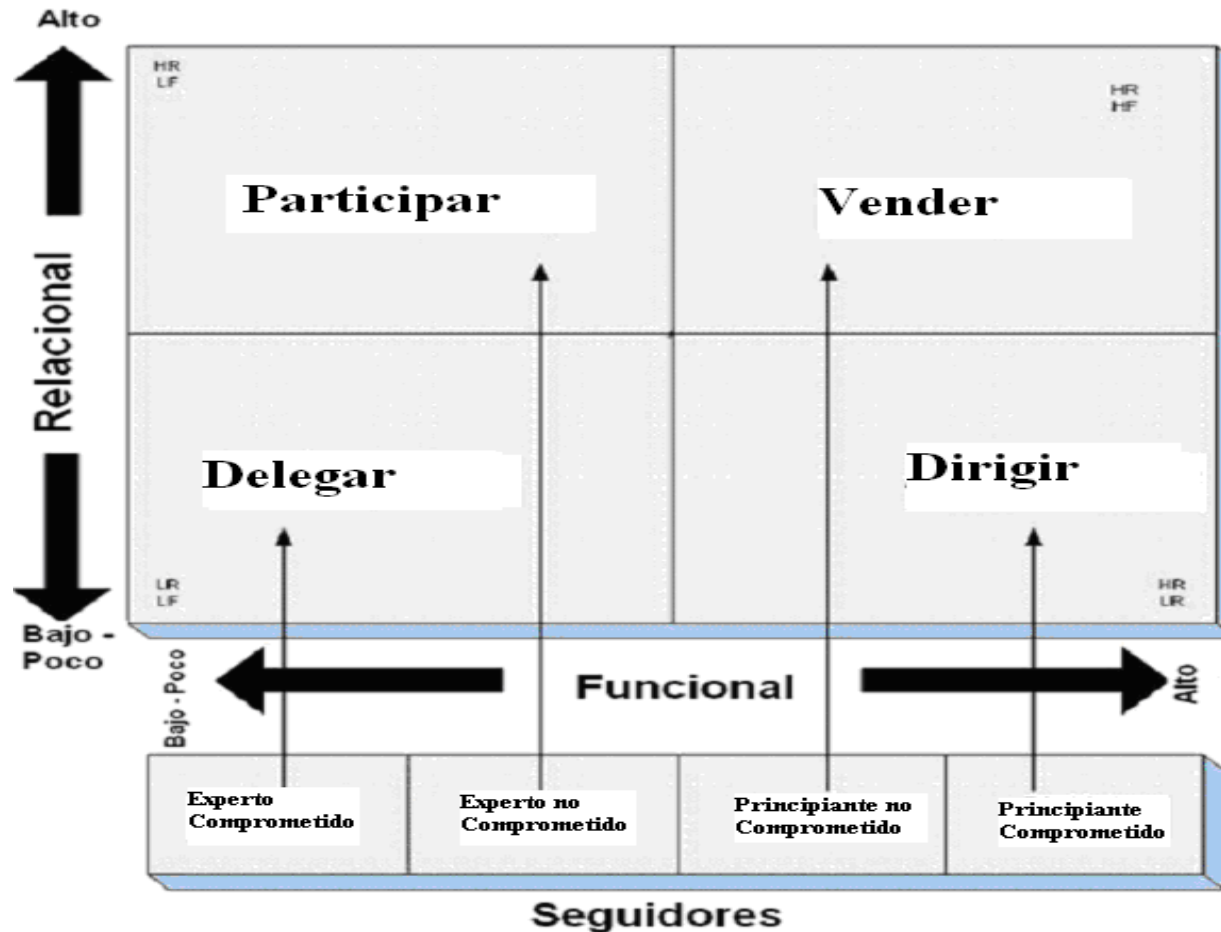 Alto
HR
LF
HR
HF
Participar
Vender
Relacional
Delegar
Dirigir
LR
LF
HR
LR
Bajo -
Poco
Bajo - Poco
Funcional
Alto
Experto
Comprometido
Experto no
Comprometido
Principiante no
Comprometido
Principiante
Comprometido
Seguidores